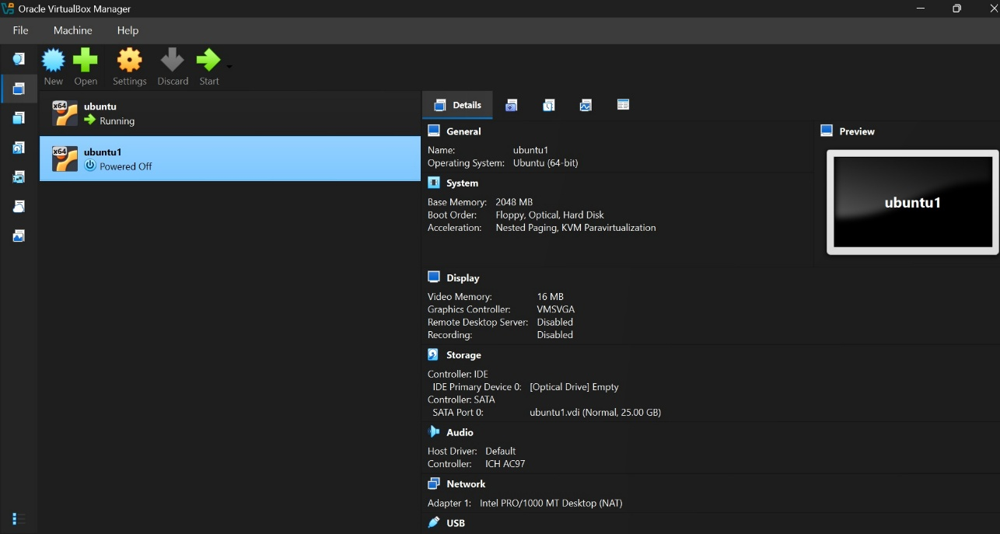 Oracle VirtualBox Manager
File Machine Help
New Open Settings Discard Start
x64 ubuntu
Running
x64 ubuntu1
Powered Off
Details
General
Name: ubuntu1
Operating System: Ubuntu (64-bit)
Preview
ubuntu1
System
Base Memory: 2048 MB
Boot Order: Floppy, Optical, Hard Disk
Acceleration: Nested Paging, KVM Paravirtualization
Display
Video Memory: 16 MB
Graphics Controller: VMSVGA
Remote Desktop Server: Disabled
Recording: Disabled
Storage
Controller: IDE
IDE Primary Device 0: [Optical Drive] Empty
Controller: SATA
SATA Port 0: ubuntu1.vdi (Normal, 25.00 GB)
Audio
Host Driver: Default
Controller: ICH AC97
Network
Adapter 1: Intel PRO/1000 MT Desktop (NAT)
USB